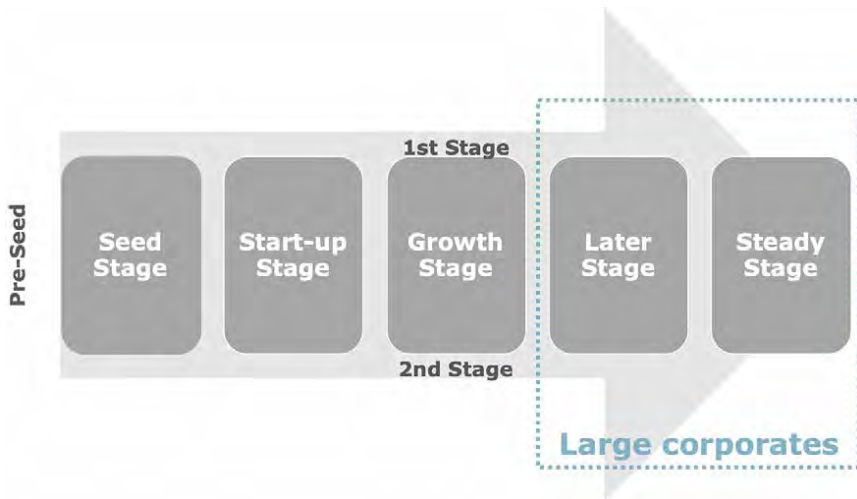 Pre-Seed
1st Stage
Seed
Stage
Start-up
Stage
Growth
Stage
Later
Stage
Steady
Stage
2nd Stage
Large corporates